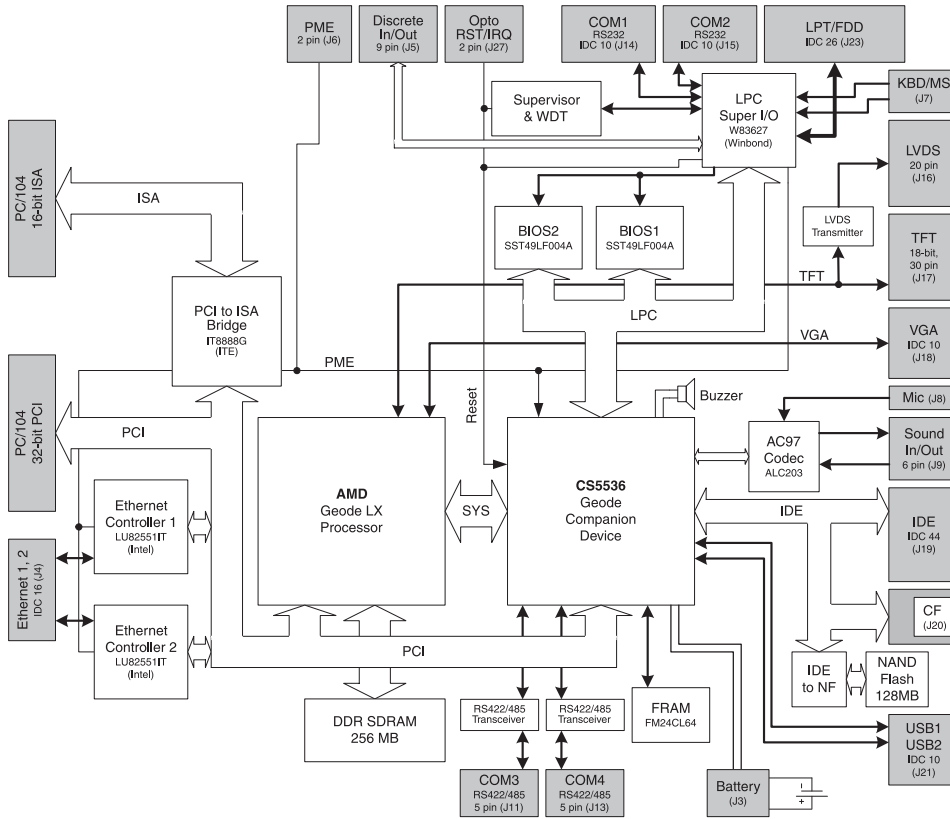 PME
2 pin (J6)
Discrete
In/Out
9 pin (J5)
Opto
RST/IRQ
2 pin (J27)
COM1
RS232
IDC 10 (J14)
COM2
RS232
IDC 10 (J15)
LPT/FDD
IDC 26 (J23)
KBD/MS
(J7)
Supervisor
& WDT
LPC
Super I/O
W83627
(Winbond)
LVDS
20 pin
(J16)
PC/104
16-bit ISA
ISA
BIOS2
SST49LF004A
BIOS1
SST49LF004A
LVDS
Transmitter
TFT
18-bit,
30 pin
(J17)
TFT
PCI to ISA
Bridge
IT8888G
(ITE)
LPC
VGA
VGA
IDC 10
(J18)
PME
PC/104
32-bit PCI
PCI
Reset
Buzzer
Mic (J8)
AC97
Codec
ALC203
Sound
In/Out
6 pin (J9)
AMD
Geode LX
Processor
SYS
CS5536
Geode
Companion
Device
IDE
IDE
IDC 44
(J19)
Ethernet
Controller 1
LU82551IT
(Intel)
Ethernet 1, 2
IDC 16 (J4)
Ethernet
Controller 2
LU82551IT
(Intel)
PCI
CF
(J20)
IDE
to NF
NAND
Flash
128MB
DDR SDRAM
256 MB
RS422/485
Transceiver
RS422/485
Transceiver
FRAM
FM24CL64
USB1
USB2
IDC 10
(J21)
COM3
RS422/485
5 pin (J11)
COM4
RS422/485
5 pin (J13)
Battery
(J3)
-
+